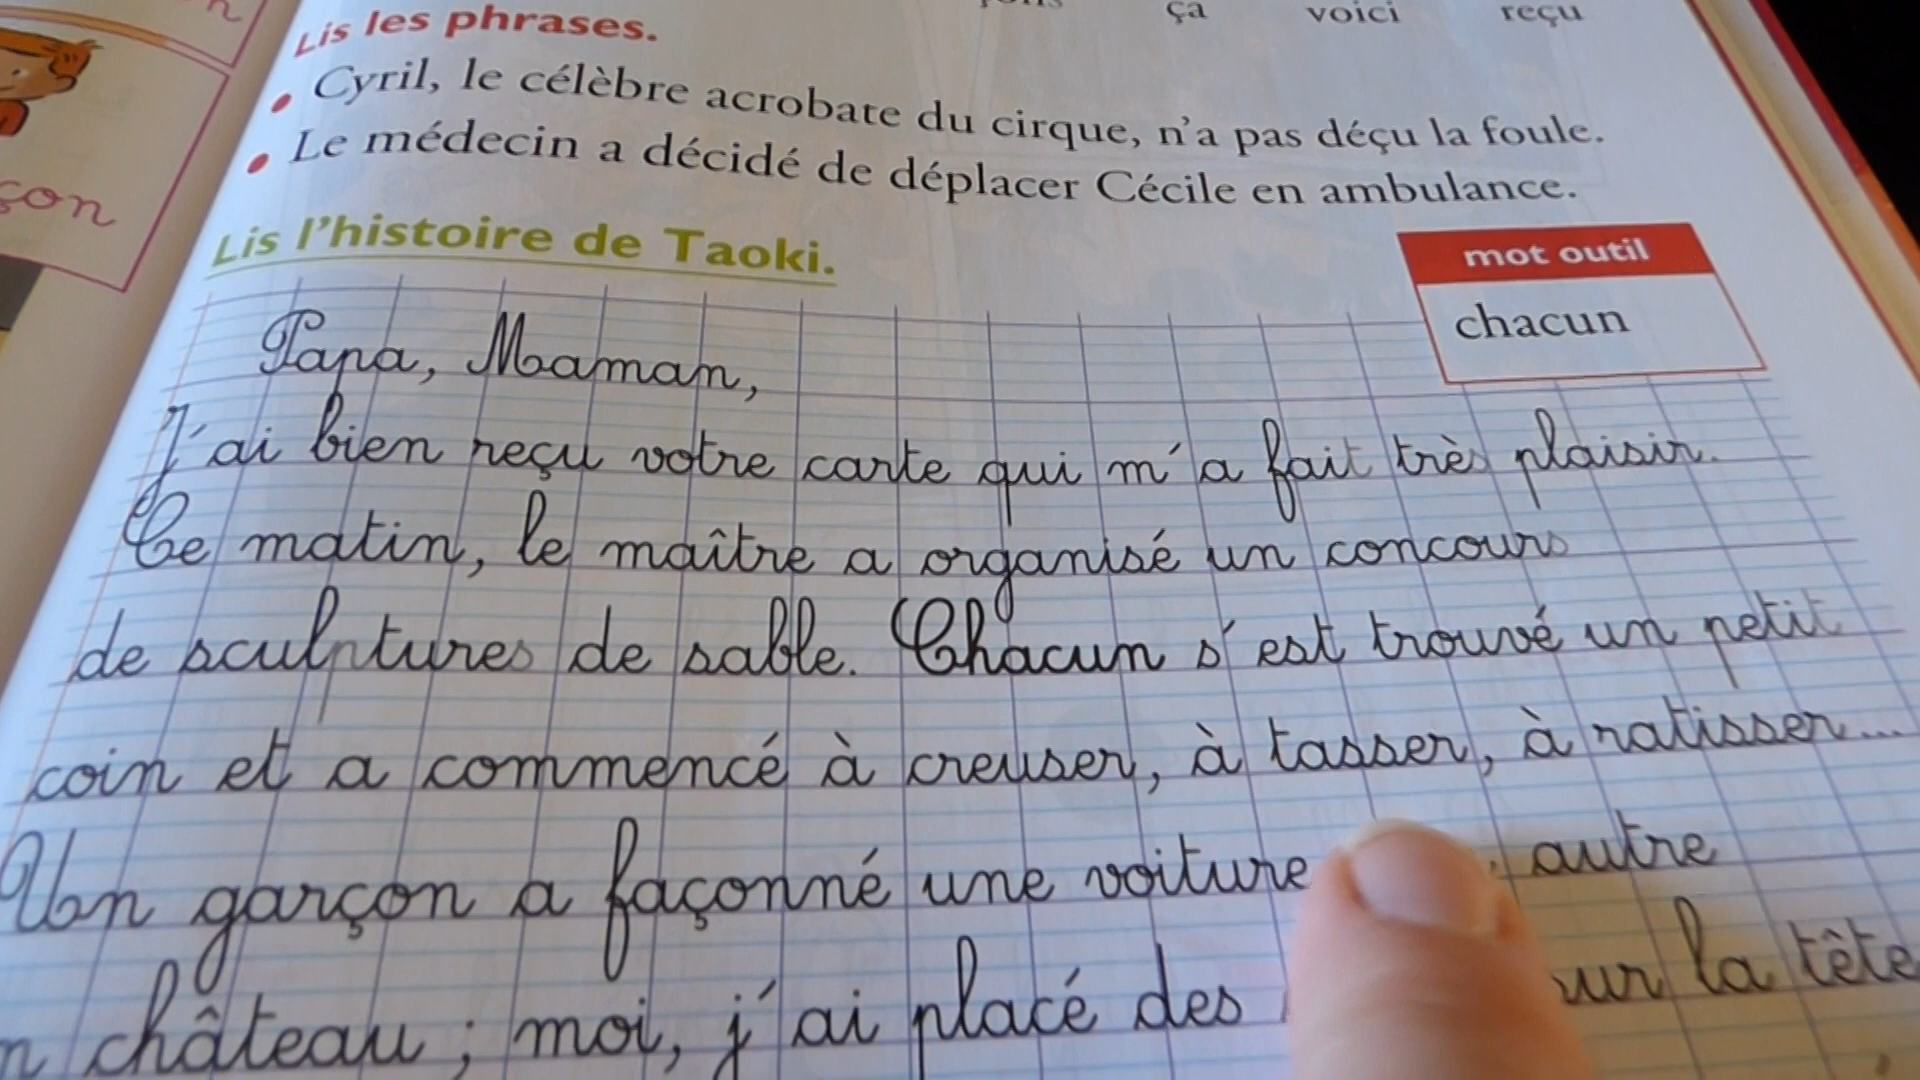 Lis les phrases.
ça voici reçu
• Cyril, le célèbre acrobate du cirque, n'a pas déçu la foule.
• Le médecin a décidé de déplacer Cécile en ambulance.
çon
Lis l'histoire de Taoki.
mot outil
chacun
Papa, Maman,
J'ai bien reçu votre carte qui m'a fait très plaisir.
Ce matin, le maître a organisé un concours
de sculptures de sable. Chacun s'est trouvé un petit
coin et a commencé à creuser, à tasser, à ratisser...
Un garçon a façonné une voiture autre
n château ; moi, j'ai placé des ur la tête